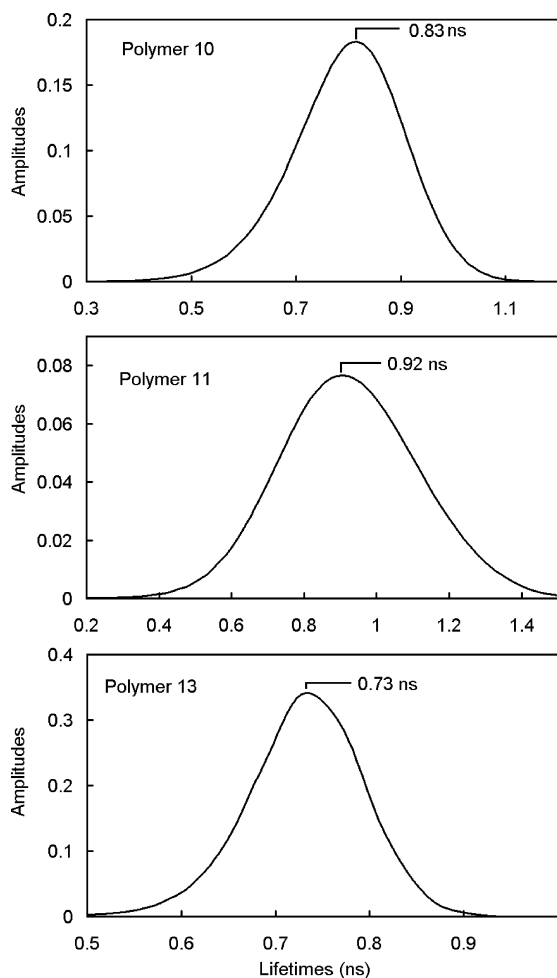 0.2
0.83 ns
Polymer 10
0.15
Amplitudes
0.1
0.05
0
0.3 0.5 0.7 0.9 1.1
0.08
0.92 ns
Polymer 11
0.06
Amplitudes
0.04
0.02
0
0.2 0.4 0.6 0.8 1 1.2 1.4
0.4
0.73 ns
Polymer 13
0.3
Amplitudes
0.2
0.1
0
0.5 0.6 0.7 0.8 0.9
Lifetimes (ns)